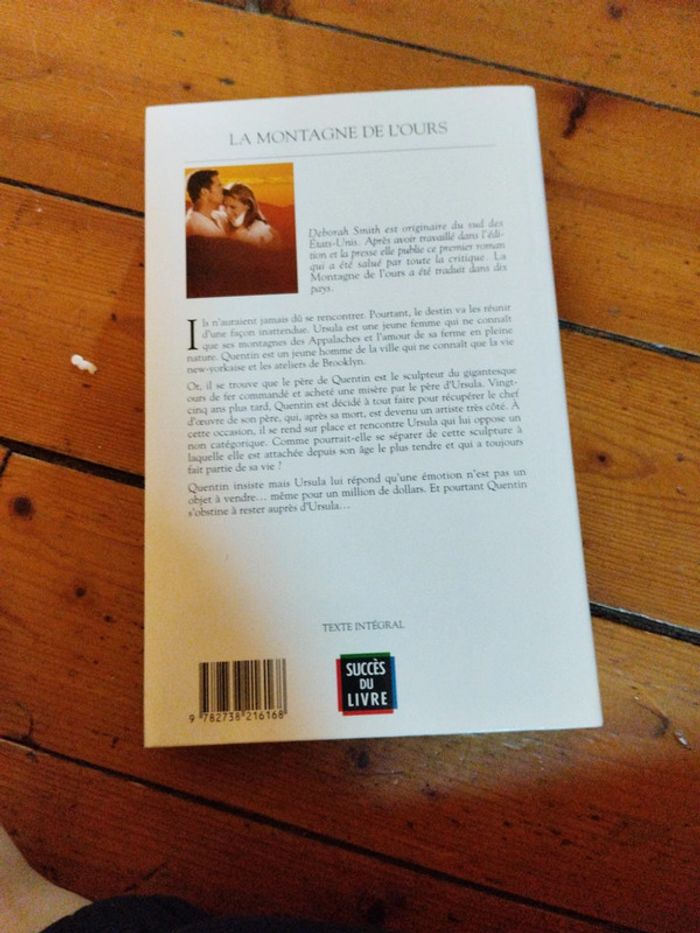 LA MONTAGNE DE L'OURS
Deborah Smith est originaire du sud des
États-Unis. Après avoir travaillé dans l'édi-
tion et la presse elle publie ce premier roman
qui a été salué par toute la critique. La
Montagne de l'ours a été traduit dans dix
pays.
Ils n'auraient jamais dû se rencontrer. Pourtant, le destin va les réunir
d'une façon inattendue. Ursula est une jeune femme qui ne connaît
que ses montagnes des Appalaches et l'amour de sa ferme en pleine
nature. Quentin est un jeune homme de la ville qui ne connaît que la vie
new-yorkaise et les ateliers de Brooklyn.
Or, il se trouve que le père de Quentin est le sculpteur du gigantesque
ours de fer commandé et acheté une misère par le père d'Ursula. Vingt-
cinq ans plus tard, Quentin est décidé à tout faire pour récupérer le chef
d'œuvre de son père, qui, après sa mort, est devenu un artiste très côté. À
cette occasion, il se rend sur place et rencontre Ursula qui lui oppose un
non catégorique. Comme pourrait-elle se séparer de cette sculpture à
laquelle elle est attachée depuis son âge le plus tendre et qui a toujours
fait partie de sa vie !
Quentin insiste mais Ursula lui répond qu'une émotion n'est pas un
objet à vendre... même pour un million de dollars. Et pourtant Quentin
s'obstine à rester auprès d'Ursula...
TEXTE INTÉGRAL
SUCCÈS
DU
LIVRE
9 782738 216168